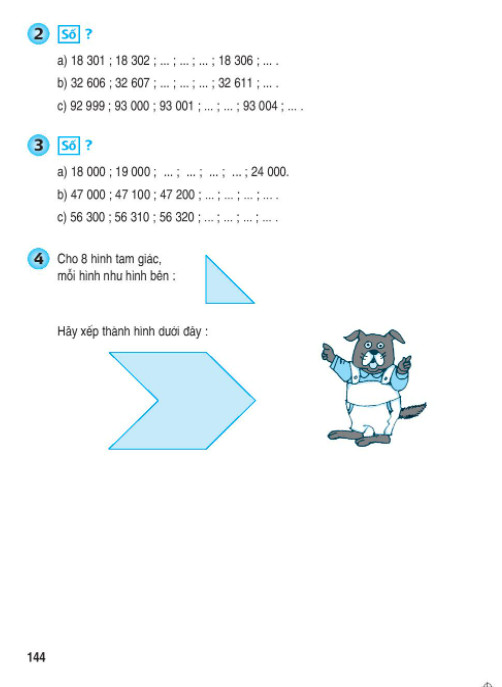 2 Số ?
a) 18 301 ; 18 302 ; ... ; ... ; ... ; 18 306 ; ... .
b) 32 606 ; 32 607 ; ... ; ... ; ... ; 32 611 ; ... .
c) 92 999 ; 93 000 ; 93 001 ; ... ; ... ; 93 004 ; ... .
3 Số ?
a) 18 000 ; 19 000 ; ... ; ... ; ... ; ... ; 24 000.
b) 47 000 ; 47 100 ; 47 200 ; ... ; ... ; ... ; ... .
c) 56 300 ; 56 310 ; 56 320 ; ... ; ... ; ... ; ... .
4 Cho 8 hình tam giác,
mỗi hình như hình bên :
Hãy xếp thành hình dưới đây :
144